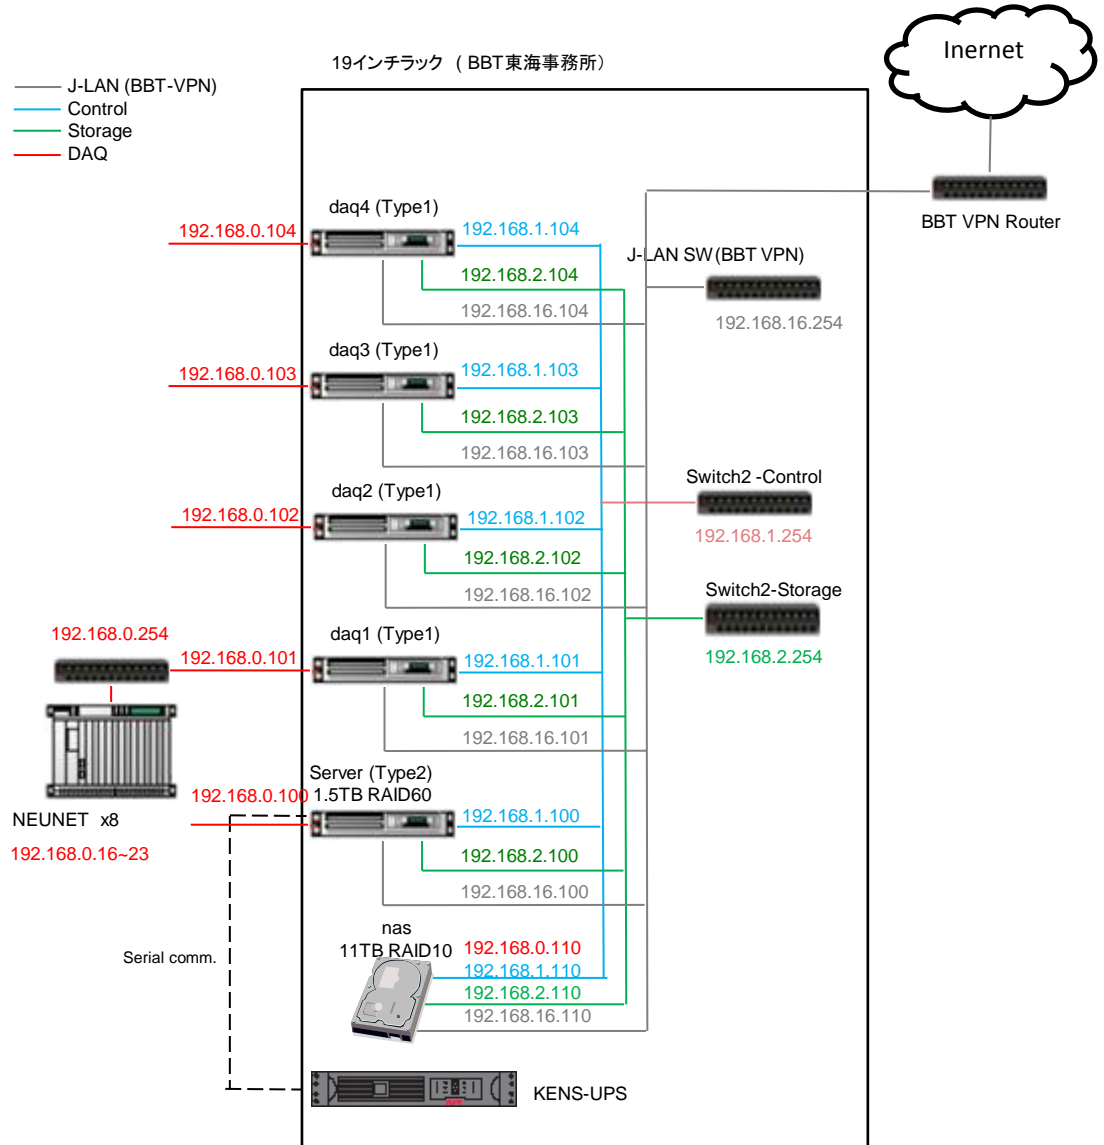 Inernet
19インチラック ( BBT東海事務所)
J-LAN (BBT-VPN)
Control
Storage
DAQ
BBT VPN Router
daq4 (Type1)
192.168.0.104
192.168.1.104
192.168.2.104
192.168.16.104
J-LAN SW(BBT VPN)
192.168.16.254
daq3 (Type1)
192.168.0.103
192.168.1.103
192.168.2.103
192.168.16.103
daq2 (Type1)
192.168.0.102
192.168.1.102
192.168.2.102
192.168.16.102
Switch2 -Control
192.168.1.254
Switch2-Storage
192.168.2.254
192.168.0.254
daq1 (Type1)
192.168.0.101
192.168.1.101
192.168.2.101
192.168.16.101
NEUNET x8
192.168.0.16~23
Server (Type2)
1.5TB RAID60
192.168.0.100
192.168.1.100
192.168.2.100
192.168.16.100
nas
11TB RAID10
192.168.0.110
192.168.1.110
192.168.2.110
192.168.16.110
Serial comm.
KENS-UPS